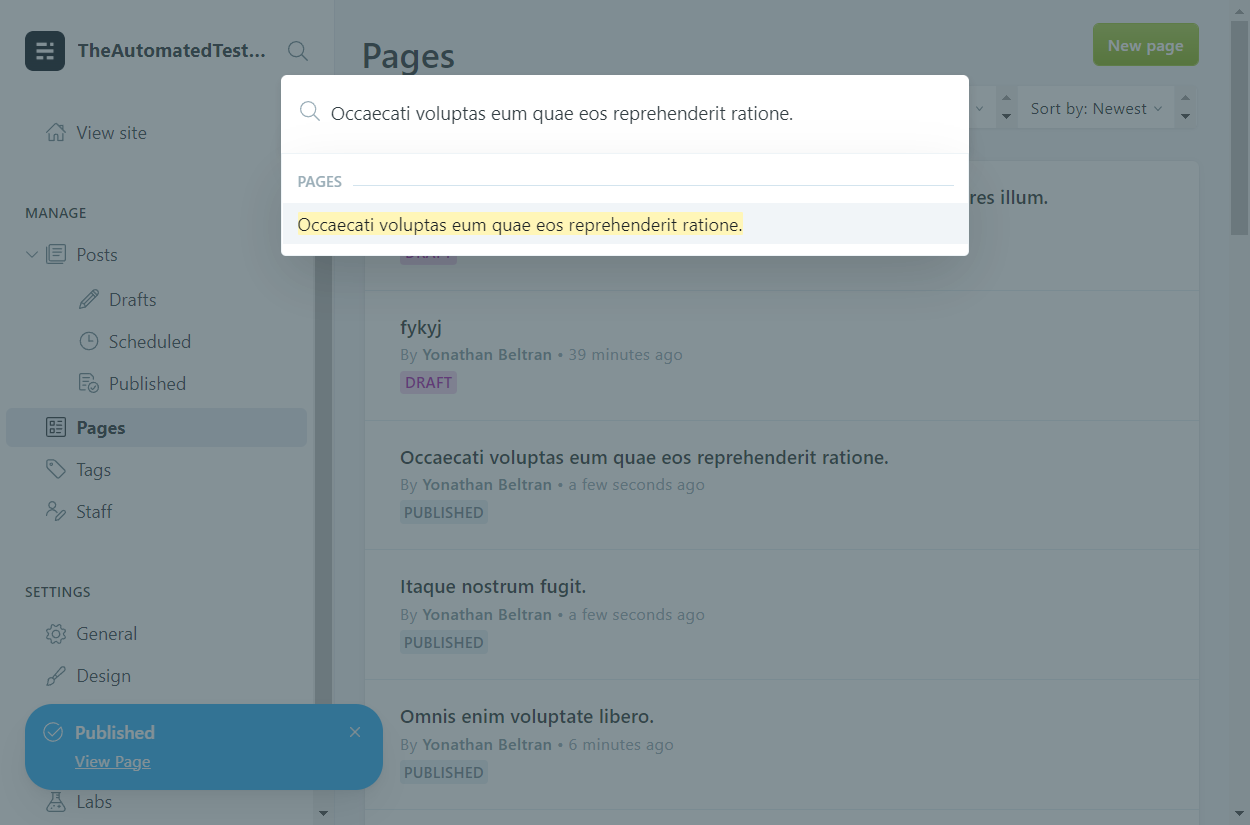 TheAutomatedTest...
View site
MANAGE
Posts
Drafts
Scheduled
Published
Pages
Tags
Staff
SETTINGS
General
Design
Published
View Page
Labs
Pages
New page
Sort by: Newest
Occaecati voluptas eum quae eos reprehenderit ratione.
PAGES
Occaecati voluptas eum quae eos reprehenderit ratione.
res illum.
DRAFT
fykyj
By Yonathan Beltran • 39 minutes ago
DRAFT
Occaecati voluptas eum quae eos reprehenderit ratione.
By Yonathan Beltran • a few seconds ago
PUBLISHED
Itaque nostrum fugit.
By Yonathan Beltran • a few seconds ago
PUBLISHED
Omnis enim voluptate libero.
By Yonathan Beltran • 6 minutes ago
PUBLISHED